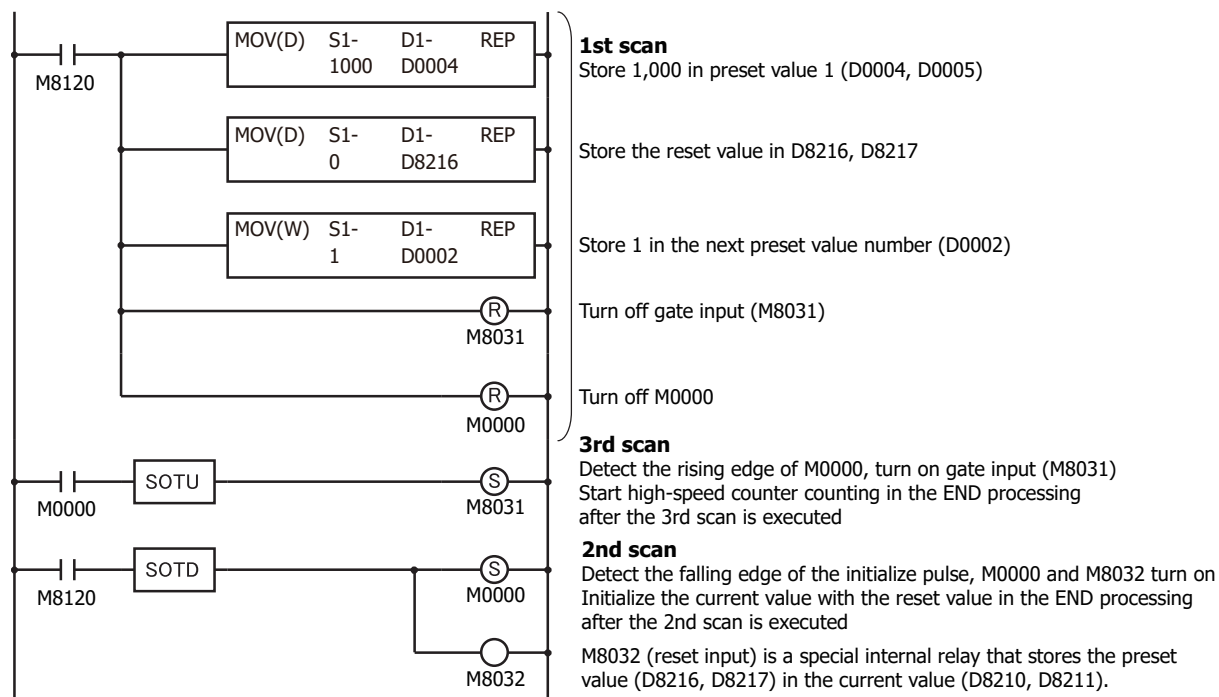 MOV(D) S1- D1- REP
1000 D0004
M8120
1st scan
Store 1,000 in preset value 1 (D0004, D0005)
MOV(D) S1- D1- REP
0 D8216
Store the reset value in D8216, D8217
MOV(W) S1- D1- REP
1 D0002
Store 1 in the next preset value number (D0002)
R
M8031
Turn off gate input (M8031)
R
M0000
Turn off M0000
M0000
SOTU
S
M8031
3rd scan
Detect the rising edge of M0000, turn on gate input (M8031)
Start high-speed counter counting in the END processing
after the 3rd scan is executed
M8120
SOTD
S
M0000
M8032
2nd scan
Detect the falling edge of the initialize pulse, M0000 and M8032 turn on
Initialize the current value with the reset value in the END processing
after the 2nd scan is executed
M8032 (reset input) is a special internal relay that stores the preset
value (D8216, D8217) in the current value (D8210, D8211).